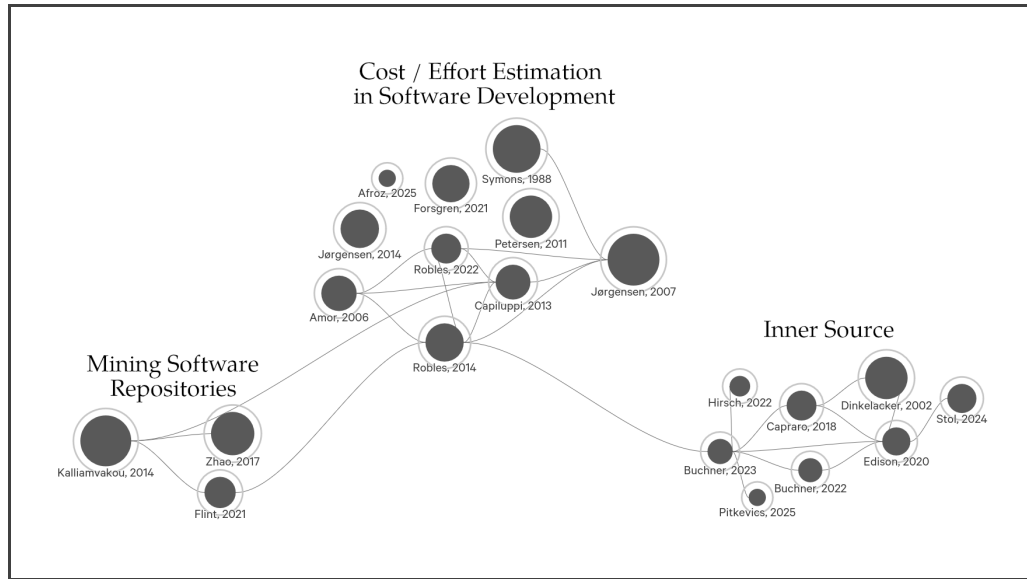 Cost / Effort Estimation
in Software Development
Symons, 1988
Afroz, 2025
Forsgren, 2021
Petersen, 2011
Jørgensen, 2014
Robles, 2022
Jørgensen, 2007
Capiluppi, 2013
Amor, 2006
Robles, 2014
Mining Software
Repositories
Kalliamvakou, 2014
Zhao, 2017
Flint, 2021
Inner Source
Hirsch, 2022
Dinkelacker, 2002
Capraro, 2018
Stol, 2024
Buchner, 2023
Edison, 2020
Buchner, 2022
Pitkevics, 2025